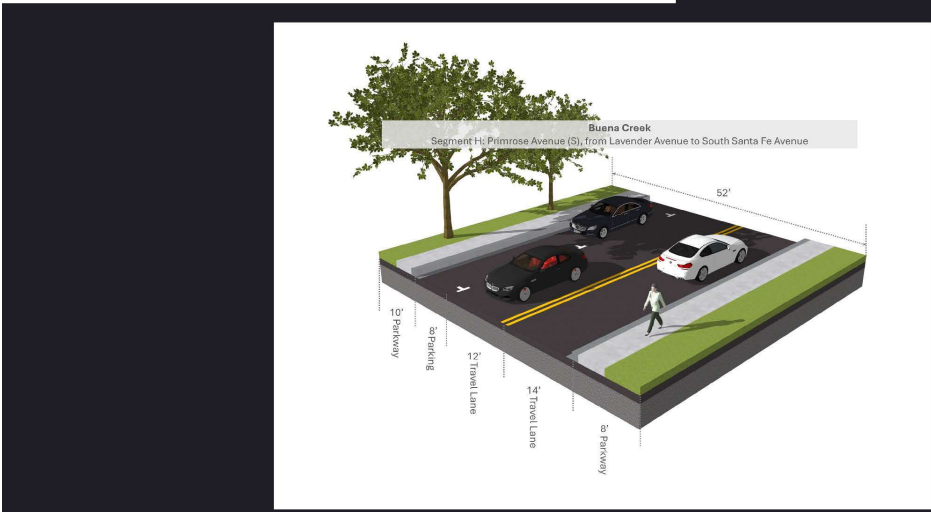 Buena Creek
Segment H: Primrose Avenue (S), from Lavender Avenue to South Santa Fe Avenue
52'
10' Parkway
8' Parking
12' Travel Lane
14' Travel Lane
8' Parkway